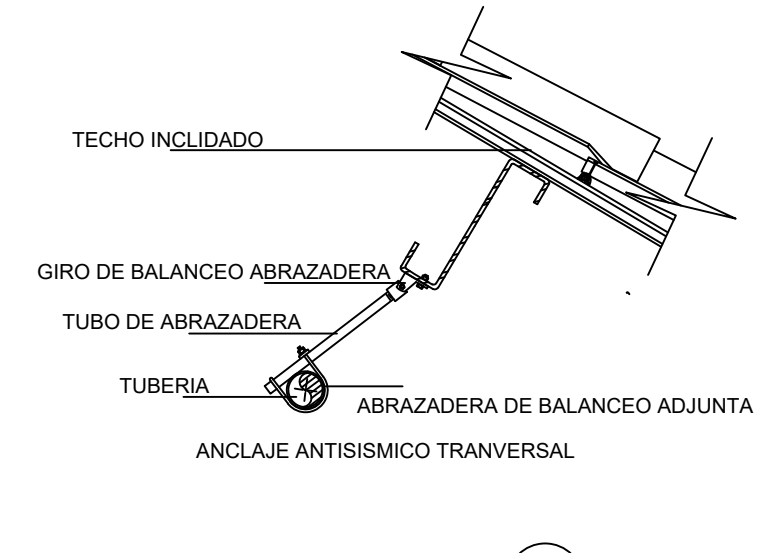 TECHO INCLIDADO
GIRO DE BALANCEO ABRAZADERA
TUBO DE ABRAZADERA
TUBERIA
ABRAZADERA DE BALANCEO ADJUNTA
ANCLAJE ANTISISMICO TRANVERSAL